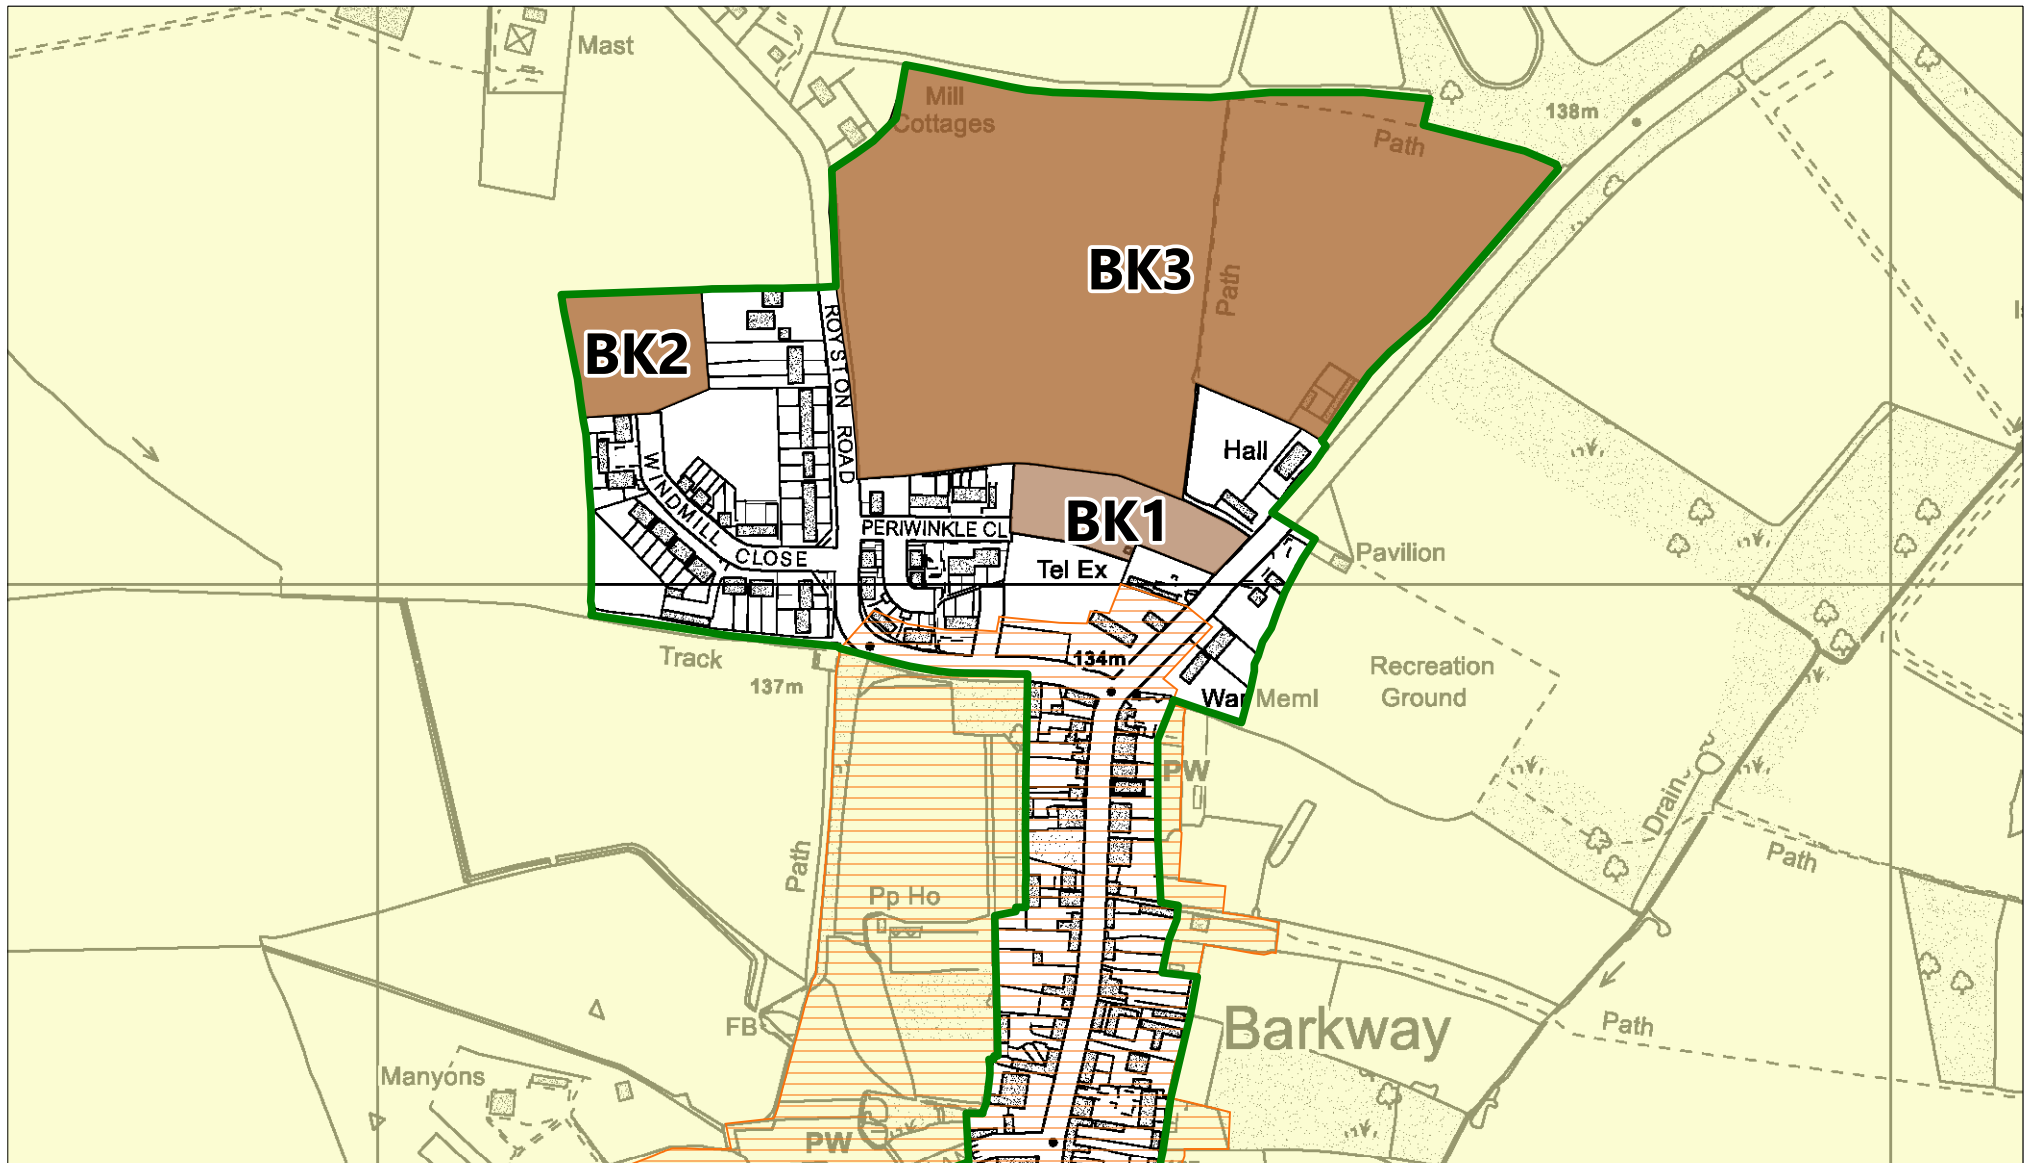 Mast
Mill
Cottages
138m
Path
BK3
Path
BK2
ROYSTON ROAD
Hall
WINDMILL CLOSE
BK1
PERIWINKLE CL
Tel Ex
Pavilion
Track
137m
134m
Recreation
Ground
War Meml
PW
Path
Drain
Path
Pp Ho
FB
Barkway
Path
Manyons
PW